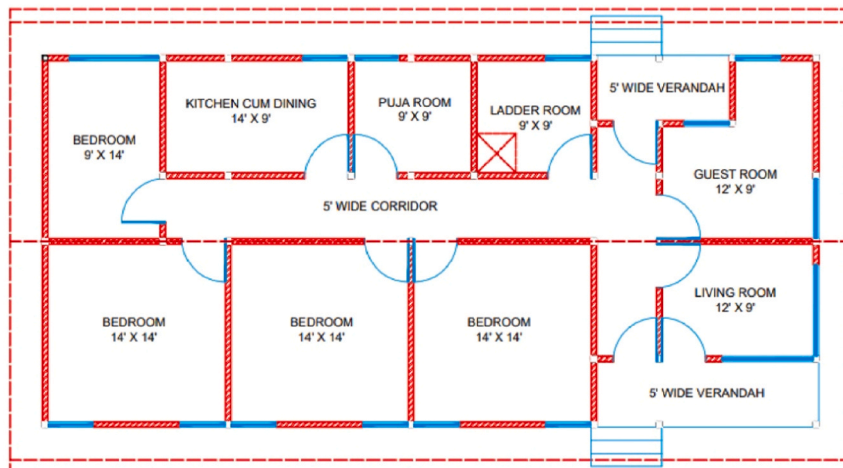 KITCHEN CUM DINING
14' X 9'
PUJA ROOM
9' X 9'
LADDER ROOM
9' X 9'
5' WIDE VERANDAH
BEDROOM
9' X 14'
GUEST ROOM
12' X 9'
5' WIDE CORRIDOR
LIVING ROOM
12' X 9'
BEDROOM
14' X 14'
BEDROOM
14' X 14'
BEDROOM
14' X 14'
5' WIDE VERANDAH